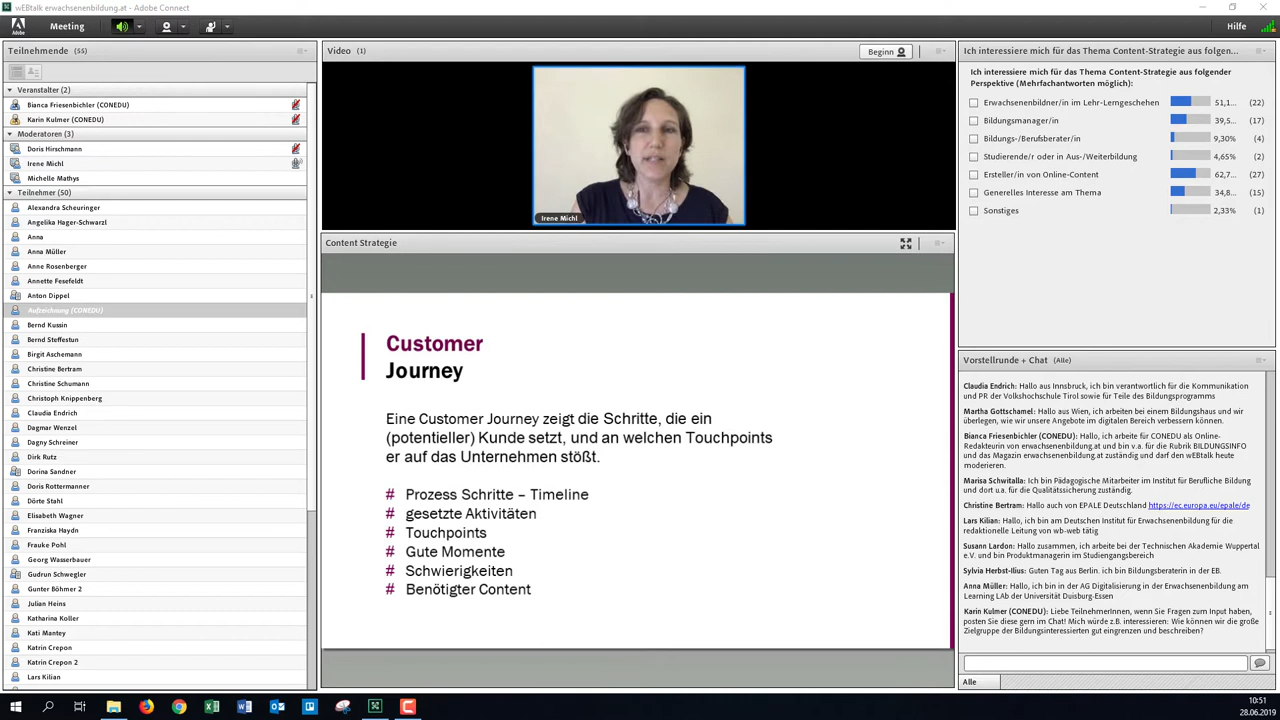 wEBtalk erwachsenenbildung.at - Adobe Connect
Adobe
Meeting
Hilfe
Teilnehmende (55)
Veranstalter (2)
Bianca Friesenbichler (CONEDU)
Karin Kulmer (CONEDU)
Moderatoren (3)
Doris Hirschmann
Irene Michl
Michelle Mathys
Teilnehmer (50)
Alexandra Scheuringer
Angelika Hager-Schwarzl
Anna
Anna Müller
Anne Rosenberger
Annette Fesefeldt
Anton Dippel
Aufzeichnung (CONEDU)
Bernd Kussin
Bernd Steffestun
Birgit Aschemann
Christine Bertram
Christine Schumann
Christoph Knippenberg
Claudia Endrich
Dagmar Wenzel
Dagny Schreiner
Dirk Rutz
Dorina Sandner
Doris Rottermanner
Dörte Stahl
Elisabeth Wagner
Franziska Haydn
Frauke Pohl
Georg Wasserbauer
Gudrun Schwegler
Gunter Böhmer 2
Julian Heins
Katharina Koller
Kati Mantey
Katrin Crepon
Katrin Crepon 2
Lars Kilian
Video (1)
Beginn
Irene Michl
Content Strategie
Customer
Journey
Eine Customer Journey zeigt die Schritte, die ein
(potentieller) Kunde setzt, und an welchen Touchpoints
er auf das Unternehmen stößt.
# Prozess Schritte – Timeline
# gesetzte Aktivitäten
# Touchpoints
# Gute Momente
# Schwierigkeiten
# Benötigter Content
Ich interessiere mich für das Thema Content-Strategie aus folgen...
Ich interessiere mich für das Thema Content-Strategie aus folgender
Perspektive (Mehrfachantworten möglich):
Erwachsenenbildner/in im Lehr-Lerngeschehen 51,1... (22)
Bildungsmanager/in 39,5... (17)
Bildungs-/Berufsberater/in 9,30% (4)
Studierende/r oder in Aus-/Weiterbildung 4,65% (2)
Ersteller/in von Online-Content 62,7... (27)
Generelles Interesse am Thema 34,8... (15)
Sonstiges 2,33% (1)
Vorstellrunde + Chat (Alle)
Claudia Endrich: Hallo aus Innsbruck, ich bin verantwortlich für die Kommunikation
und PR der Volkshochschule Tirol sowie für Teile des Bildungsprogramms
Martha Gottschamel: Hallo aus Wien, ich arbeiten bei einem Bildungshaus und wir
überlegen, wie wir unsere Angebote im digitalen Bereich verbessern können.
Bianca Friesenbichler (CONEDU): Hallo, ich arbeite für CONEDU als Online-
Redakteurin von erwachsenenbildung.at und bin v.a. für die Rubrik BILDUNGSINFO
und das Magazin erwachsenenbildung.at zuständig und darf den wEBtalk heute
moderieren.
Marisa Schwitalla: Ich bin Pädagogische Mitarbeiter im Institut für Berufliche Bildung
und dort u.a. für die Qualitätssicherung zuständig.
Christine Bertram: Hallo auch von EPALE Deutschland https://ec.europa.eu/epale/de
Lars Kilian: Hallo, ich bin am Deutschen Institut für Erwachsenenbildung für die
redaktionelle Leitung von wb-web tätig
Susann Lardon: Hallo zusammen, ich arbeite bei der Technischen Akademie Wuppertal
e.V. und bin Produktmanagerin im Studiengangsbereich
Sylvia Herbst-Ilius: Guten Tag aus Berlin. ich bin Bildungsberaterin in der EB.
Anna Müller: Hallo, ich bin in der AG Digitalisierung in der Erwachsenenbildung am
Learning LAb der Universität Duisburg-Essen
Karin Kulmer (CONEDU): Liebe TeilnehmerInnen, wenn Sie Fragen zum Input haben,
posten Sie diese gern im Chat! Mich würde z.B. interessieren: Wie können wir die große
Zielgruppe der Bildungsinteressierten gut eingrenzen und beschreiben?
Alle
10:51
28.06.2019